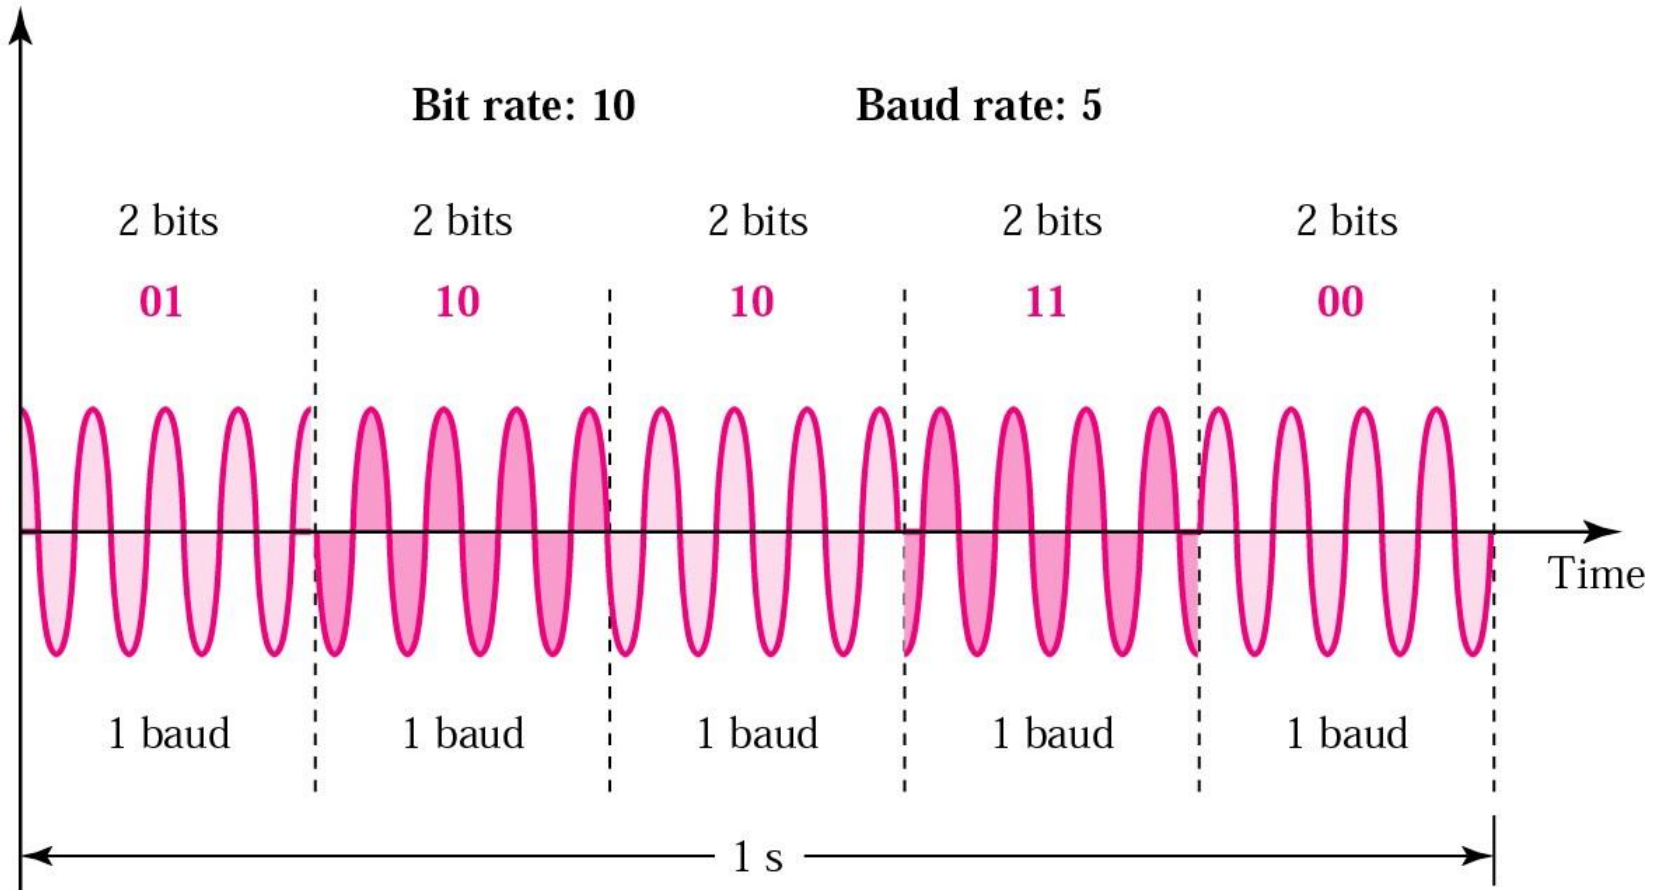 Bit rate: 10 Baud rate: 5
2 bits 2 bits 2 bits 2 bits 2 bits
01 10 10 11 00
Time
1 baud 1 baud 1 baud 1 baud 1 baud
1 s